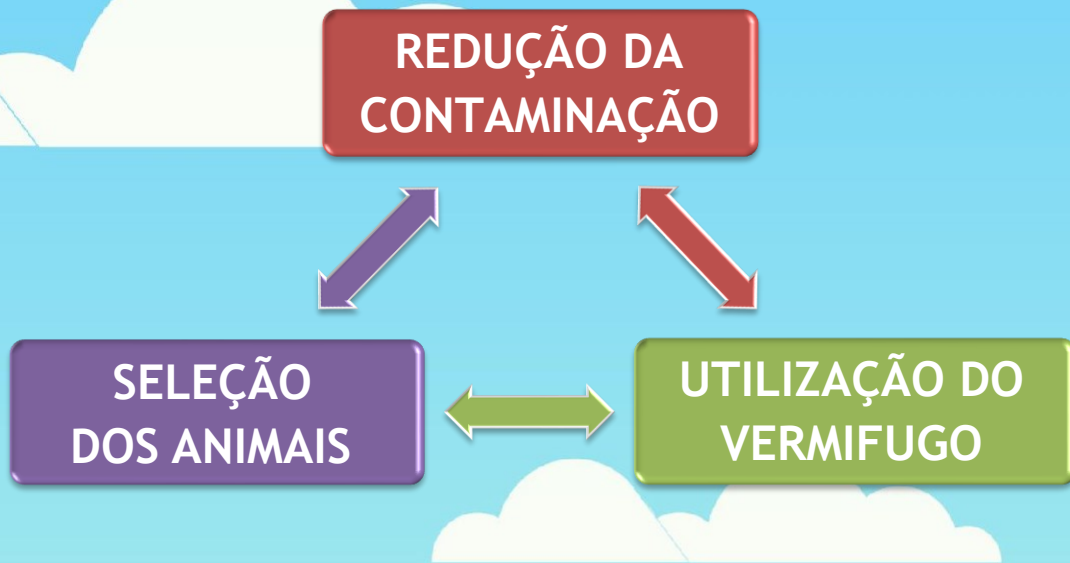 REDUÇÃO DA
CONTAMINAÇÃO
SELEÇÃO
DOS ANIMAIS
UTILIZAÇÃO DO
VERMIFUGO